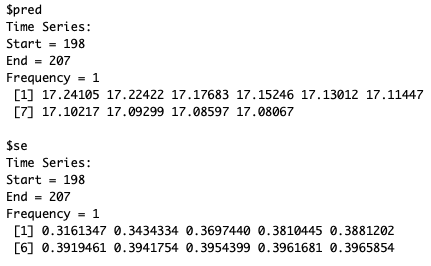 $pred
Time Series:
Start = 198
End = 207
Frequency = 1
[1] 17.24105 17.22422 17.17683 17.15246 17.13012 17.11447
[7] 17.10217 17.09299 17.08597 17.08067
$se
Time Series:
Start = 198
End = 207
Frequency = 1
[1] 0.3161347 0.3434334 0.3697440 0.3810445 0.3881202
[6] 0.3919461 0.3941754 0.3954399 0.3961681 0.3965854